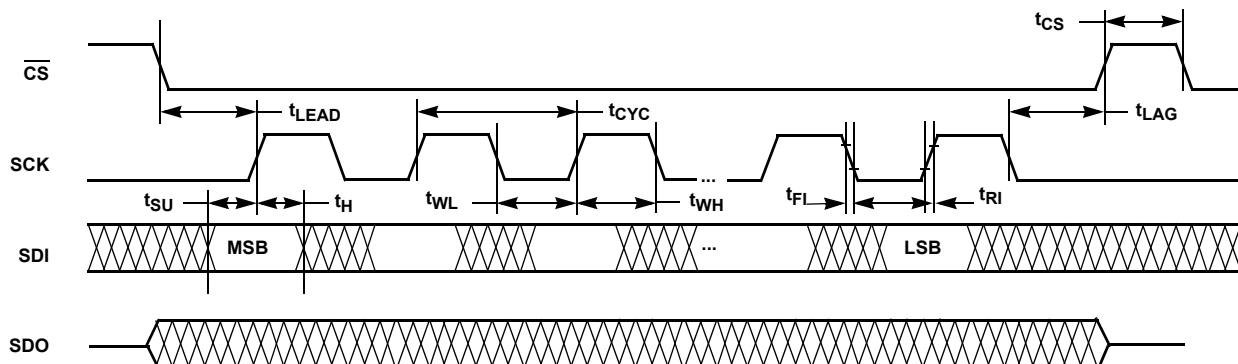 tCS
CS
tLEAD
tCYC
tLAG
SCK
...
tSU
tH
tWL
tWH
tFI
tRI
SDI
MSB
...
LSB
SDO